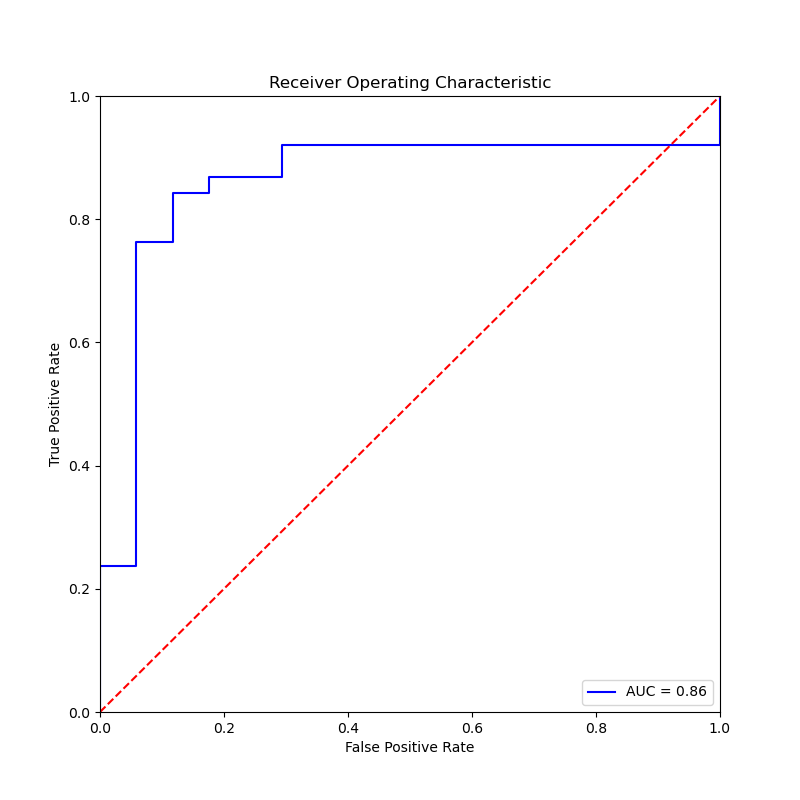 Receiver Operating Characteristic
True Positive Rate
1.0
0.8
0.6
0.4
0.2
0.0
AUC = 0.86
0.0 0.2 0.4 0.6 0.8 1.0
False Positive Rate